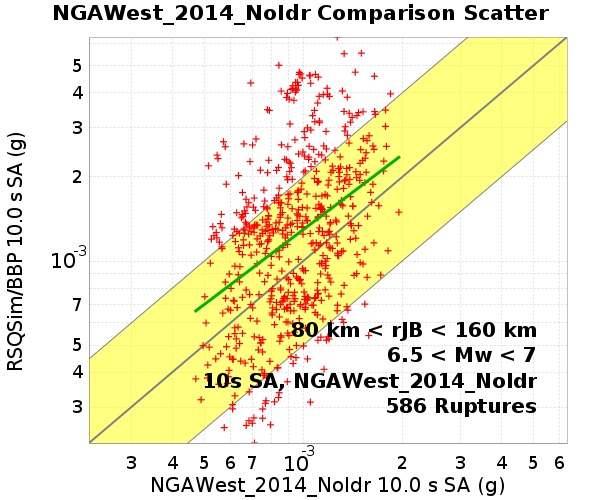 NGAWest_2014_NoIdr Comparison Scatter
RSQSim/BBP 10.0 s SA (g)
5
4
3
2
10-3
7
5
4
3
80 km < rJB < 160 km
6.5 < Mw < 7
10s SA, NGAWest_2014_NoIdr
586 Ruptures
3 4 5 6 7 10-3 2 3 4 5 6
NGAWest_2014_NoIdr 10.0 s SA (g)